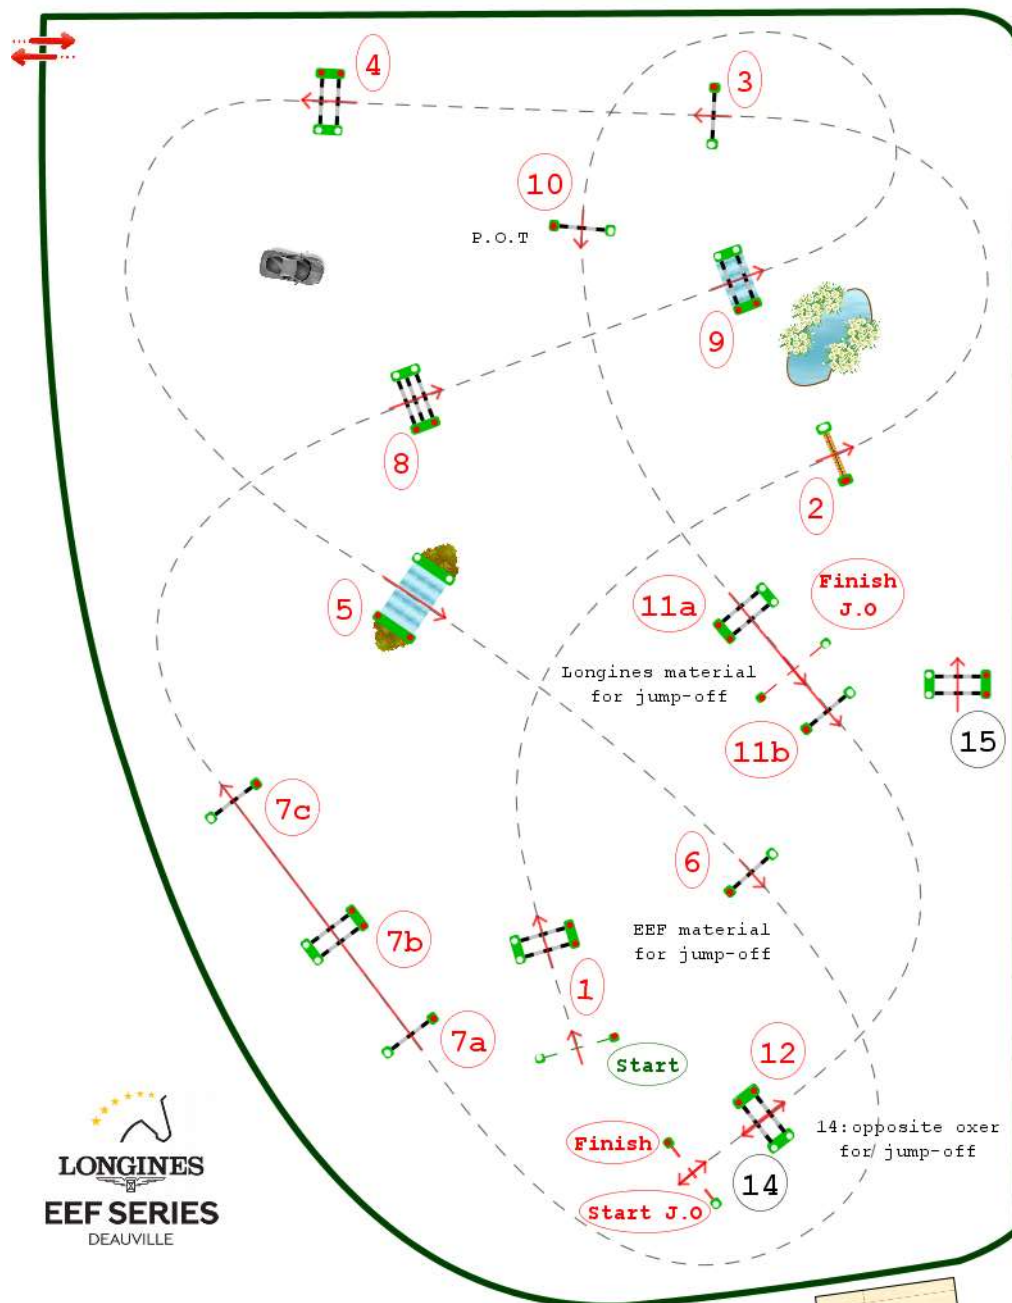 4
3
10
P.O.T
9
8
2
5
11a
Finish
J.O
Longines material
for jump-off
11b
15
7c
6
7b
EEF material
for jump-off
1
7a
Start
12
14:opposite oxer
for jump-off
Finish
14
Start J.O
LONGINES
EEF SERIES
DEAUVILLE